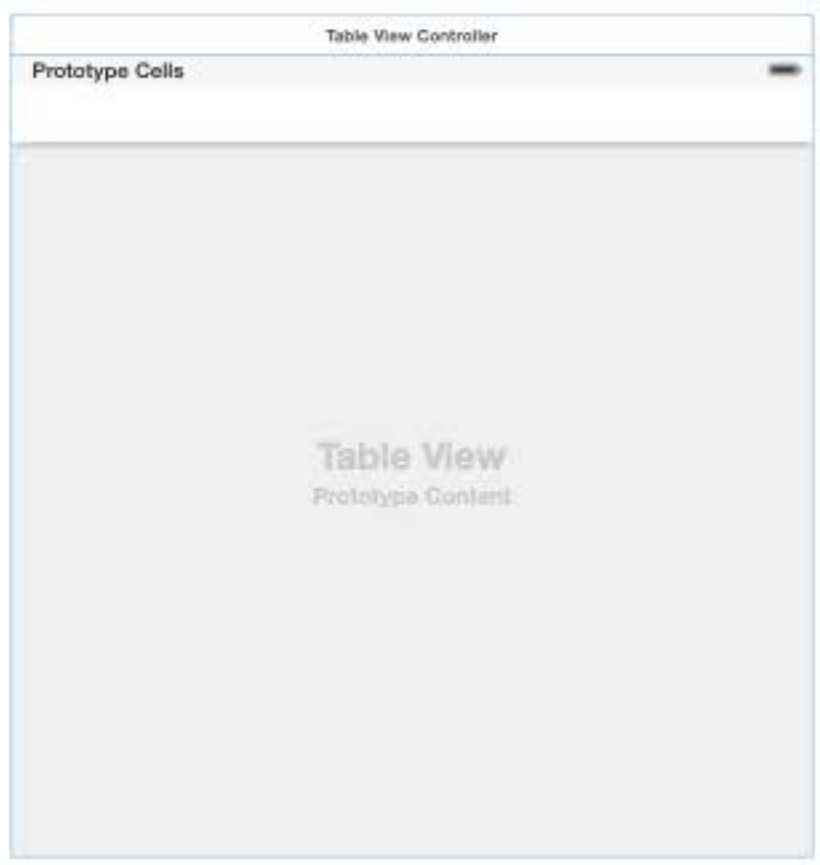 Table View Controller
Prototype Cells
Table View
Prototype Content